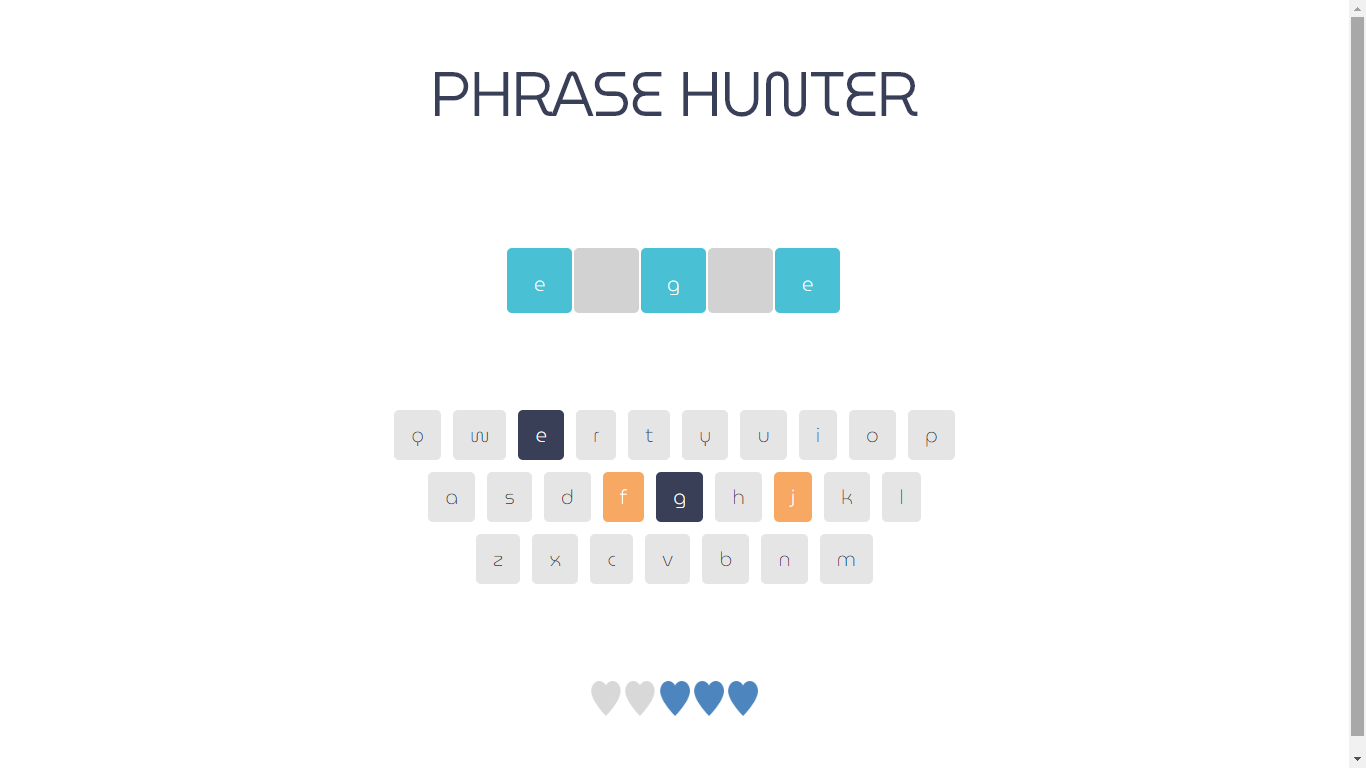 PHRASE HUNTER
e g e
q w e r t y u i o p
a s d f g h j k l
z x c v b n m